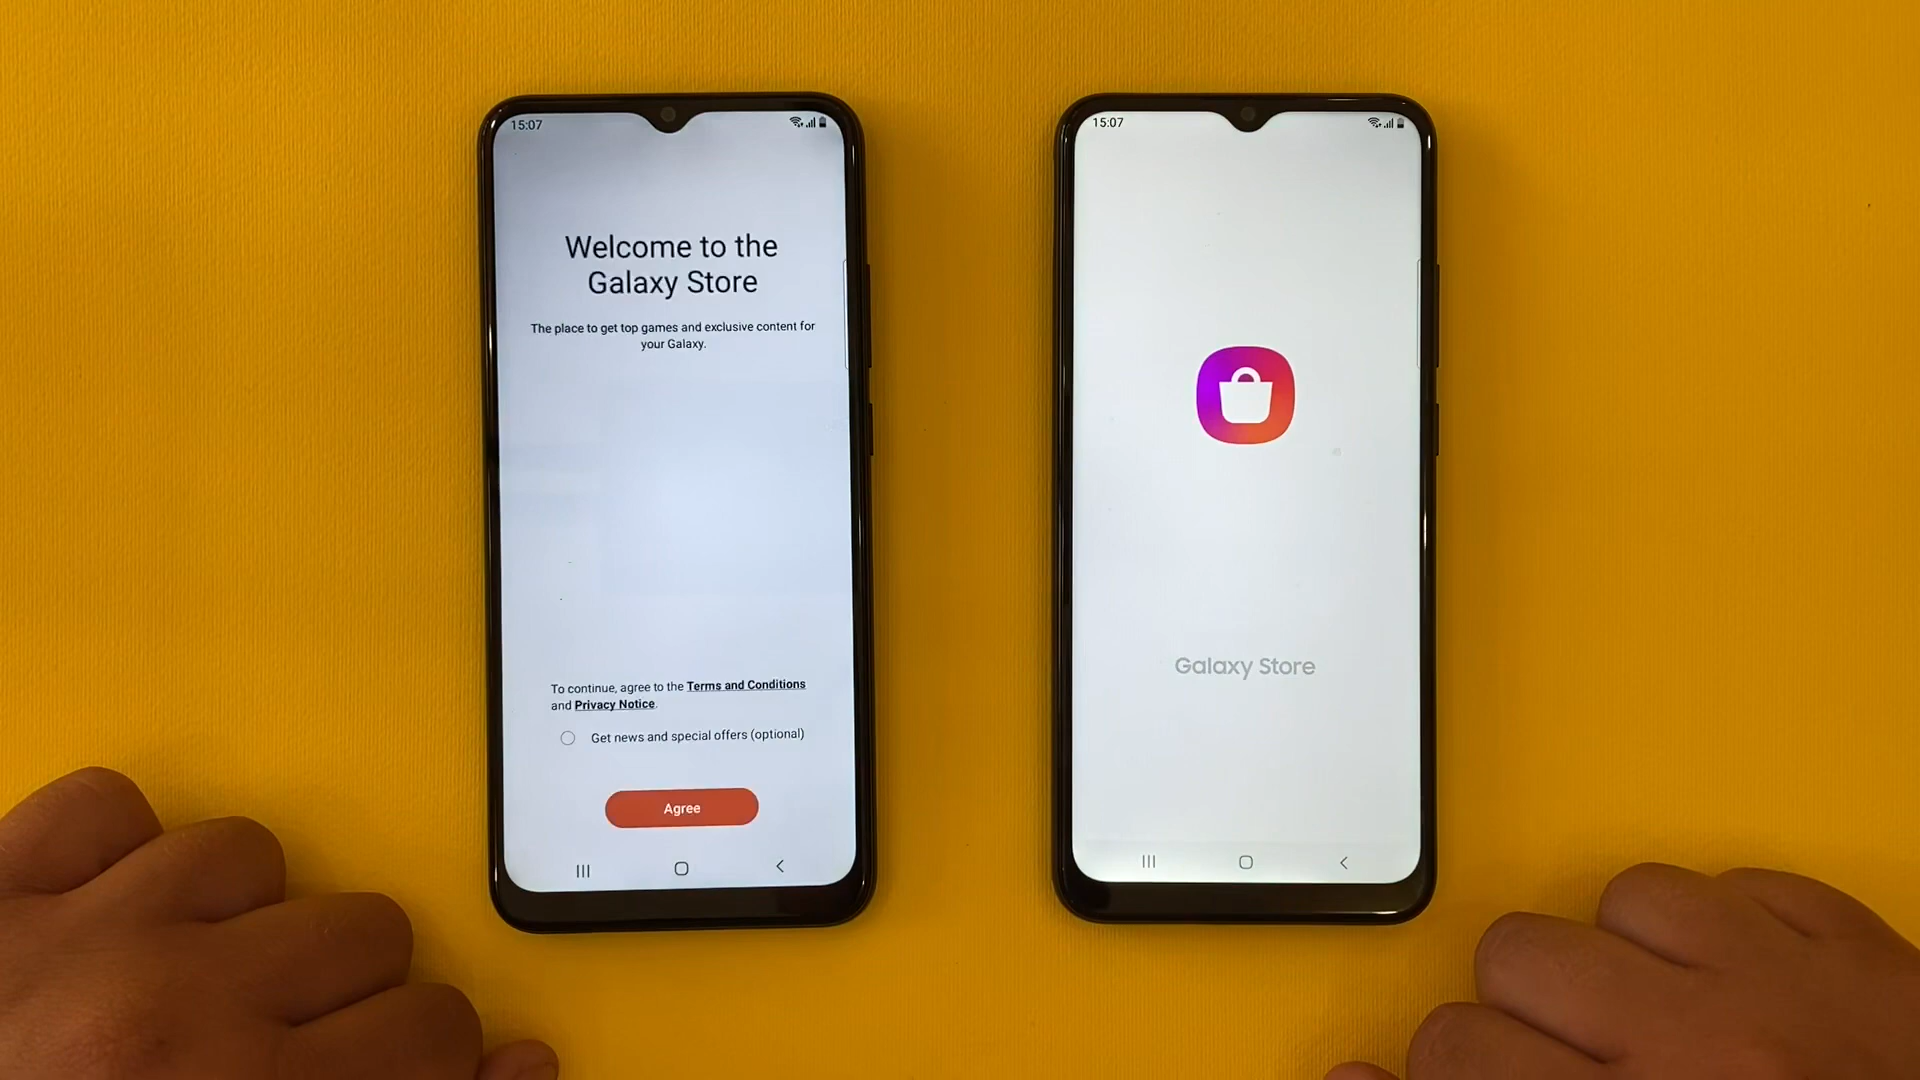 15:07
Welcome to the
Galaxy Store
The place to get top games and exclusive content for
your Galaxy.
To continue, agree to the Terms and Conditions
and Privacy Notice.
Get news and special offers (optional)
Agree
15:07
Galaxy Store